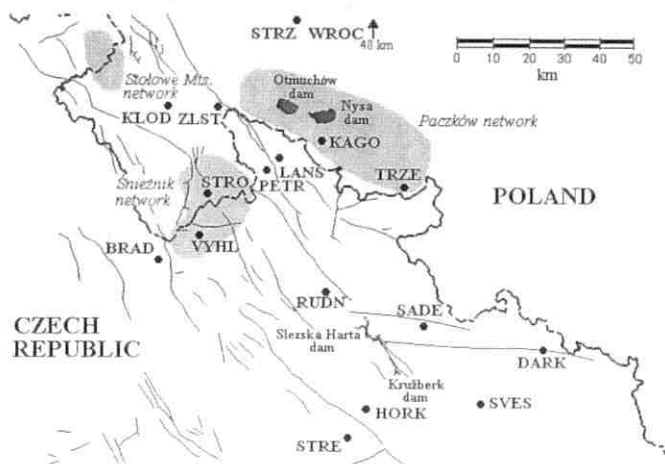 STRZ WROC
48 km
0 10 20 30 40 50
km
Stołowe Mts.
network
Otmuchów
dam
Nysa
dam
Paczków network
KLOD ZLST
KAGO
LANS
PETR
TRZE
Śnieżnik
network
STRO
POLAND
VYHL
BRAD
RUDN
SADE
CZECH
REPUBLIC
Slezska Harta
dam
DARK
Kružberk
dam
HORK
SVES
STRE